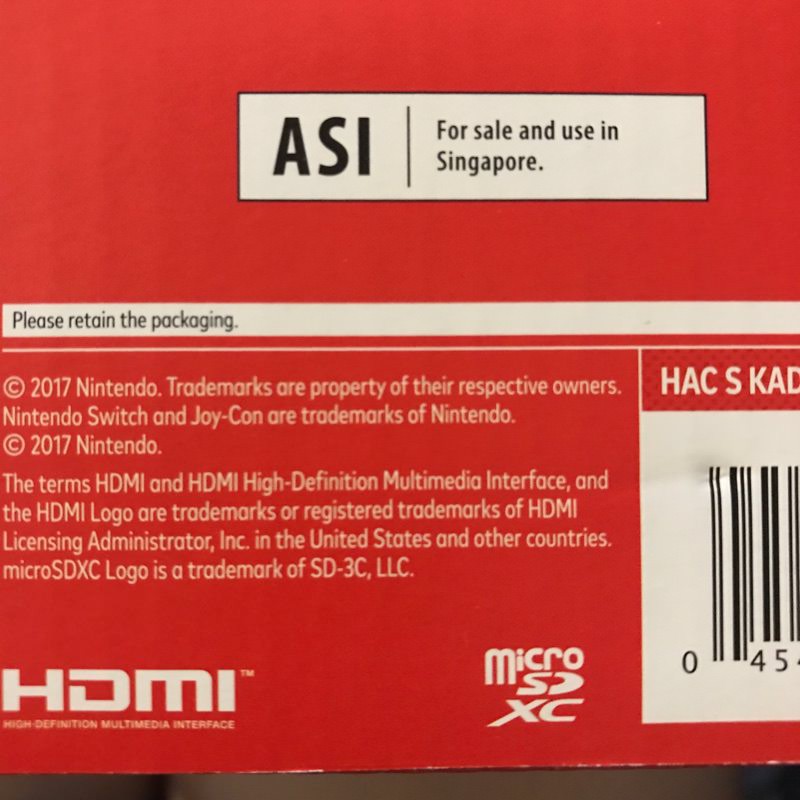 ASI
For sale and use in
Singapore.
Please retain the packaging.
© 2017 Nintendo. Trademarks are property of their respective owners.
Nintendo Switch and Joy-Con are trademarks of Nintendo.
© 2017 Nintendo.
The terms HDMI and HDMI High-Definition Multimedia Interface, and
the HDMI Logo are trademarks or registered trademarks of HDMI
Licensing Administrator, Inc. in the United States and other countries.
microSDXC Logo is a trademark of SD-3C, LLC.
HDMI™
HIGH-DEFINITION MULTIMEDIA INTERFACE
micro
SD
XC
HAC S KAD
0 45